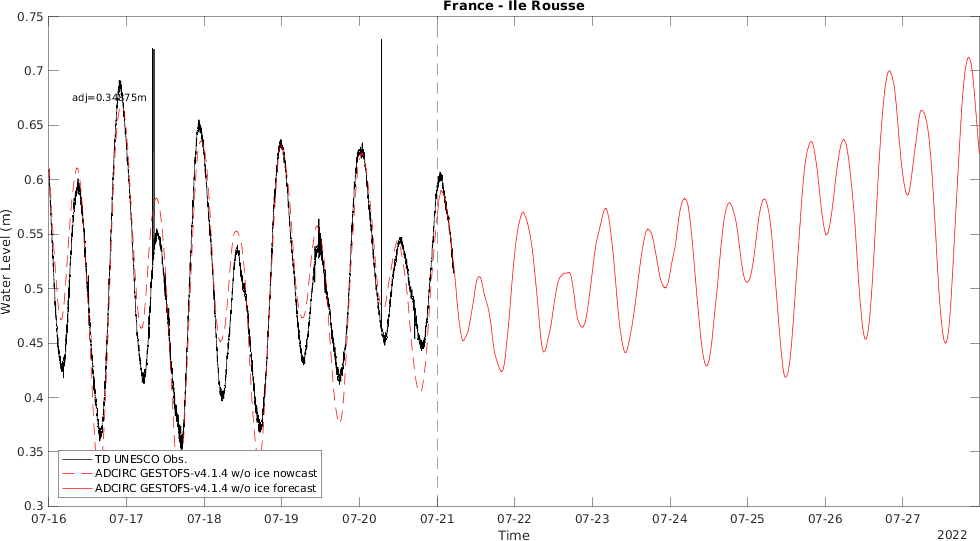 France - Ile Rousse
0.75
0.7
0.65
0.6
0.55
0.5
0.45
0.4
0.35
0.3
Water Level (m)
adj=0.34875m
TD UNESCO Obs.
ADCIRC GESTOFS-v4.1.4 w/o ice nowcast
ADCIRC GESTOFS-v4.1.4 w/o ice forecast
07-16 07-17 07-18 07-19 07-20 07-21 07-22 07-23 07-24 07-25 07-26 07-27
Time
2022